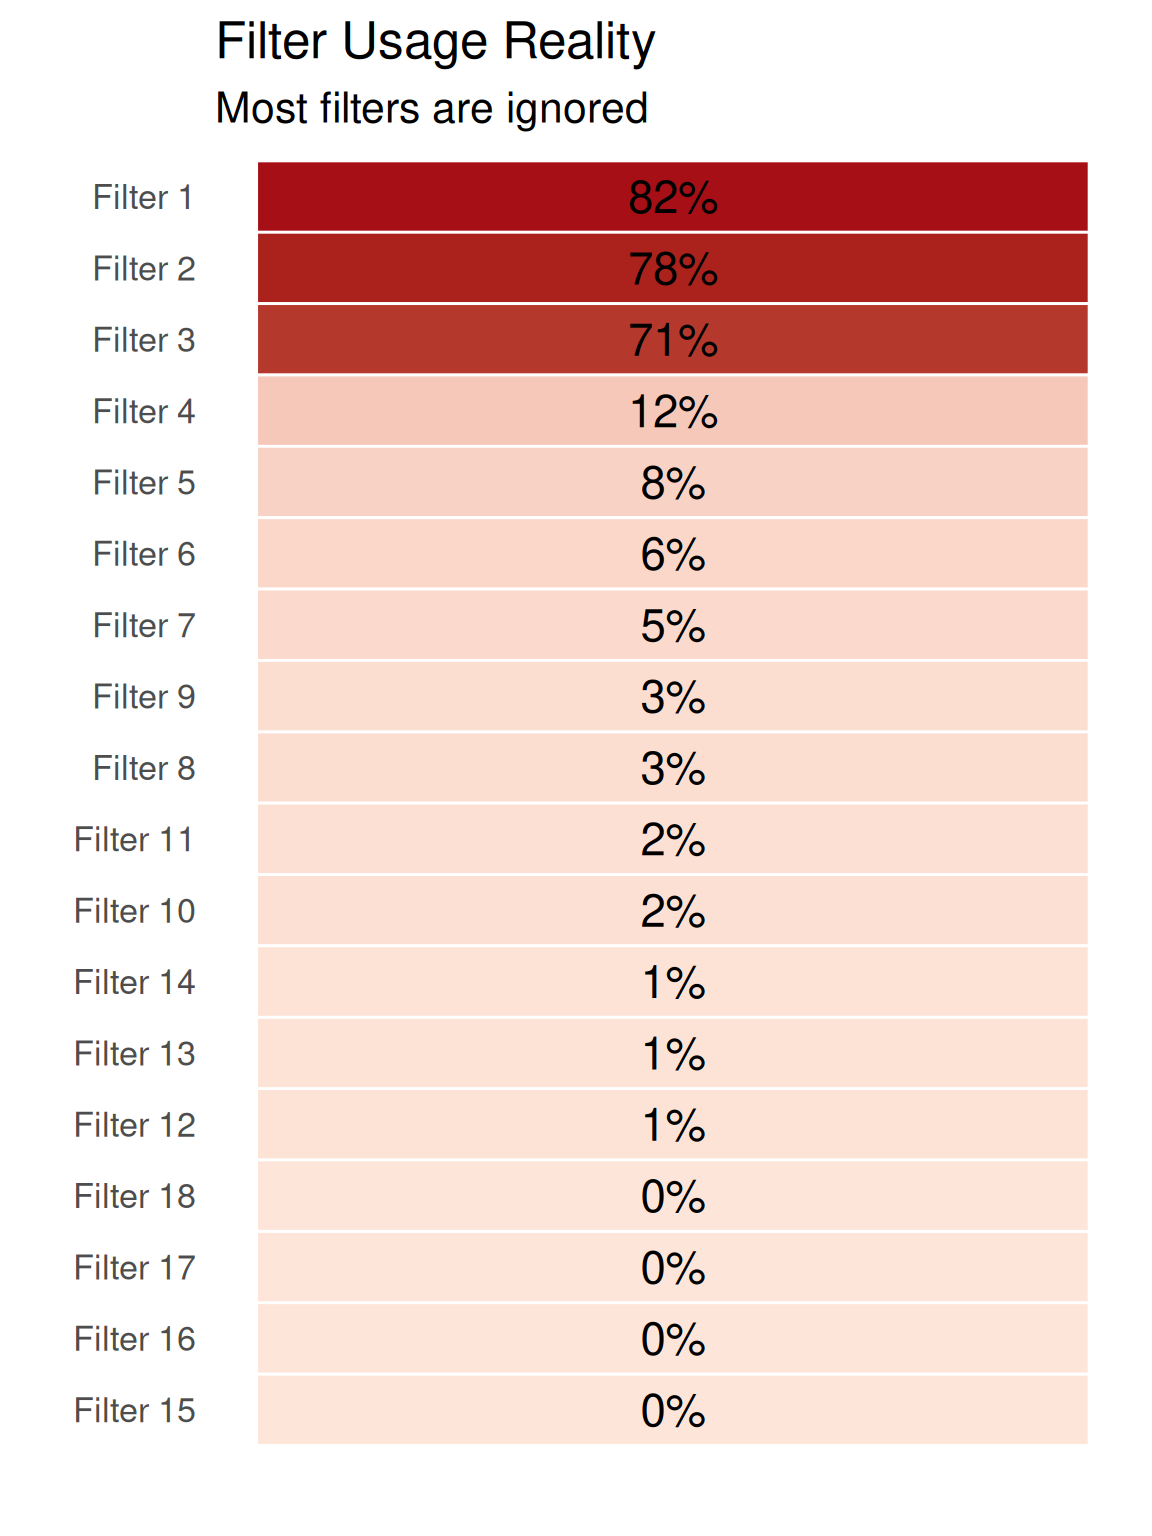 Filter Usage Reality
Most filters are ignored
Filter 1 82%
Filter 2 78%
Filter 3 71%
Filter 4 12%
Filter 5 8%
Filter 6 6%
Filter 7 5%
Filter 9 3%
Filter 8 3%
Filter 11 2%
Filter 10 2%
Filter 14 1%
Filter 13 1%
Filter 12 1%
Filter 18 0%
Filter 17 0%
Filter 16 0%
Filter 15 0%